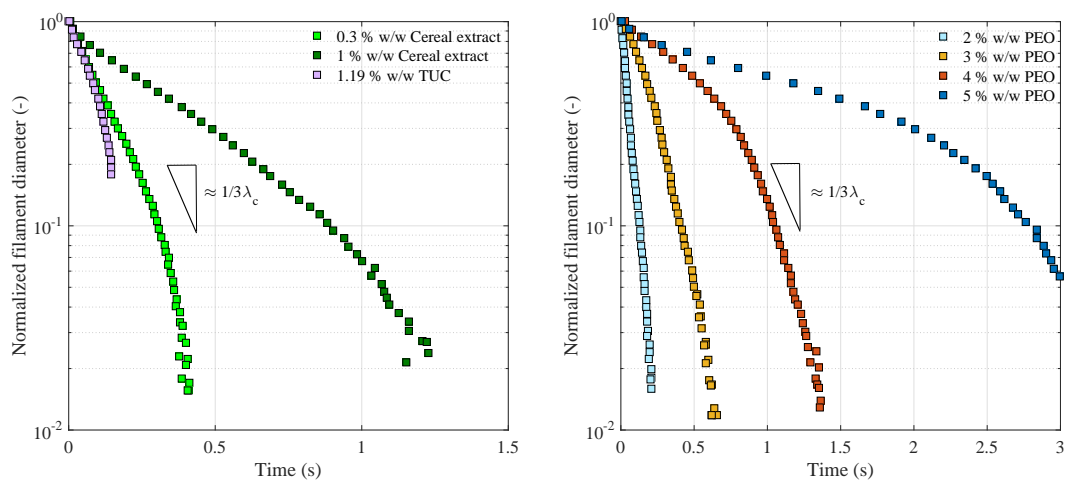 10^0
10^-1
10^-2
Normalized filament diameter (-)
0.3 % w/w Cereal extract
1 % w/w Cereal extract
1.19 % w/w TUC
≈ 1/3λ_c
0
0.5
1
1.5
Time (s)
10^0
10^-1
10^-2
Normalized filament diameter (-)
2 % w/w PEO
3 % w/w PEO
4 % w/w PEO
5 % w/w PEO
≈ 1/3λ_c
0
0.5
1
1.5
2
2.5
3
Time (s)